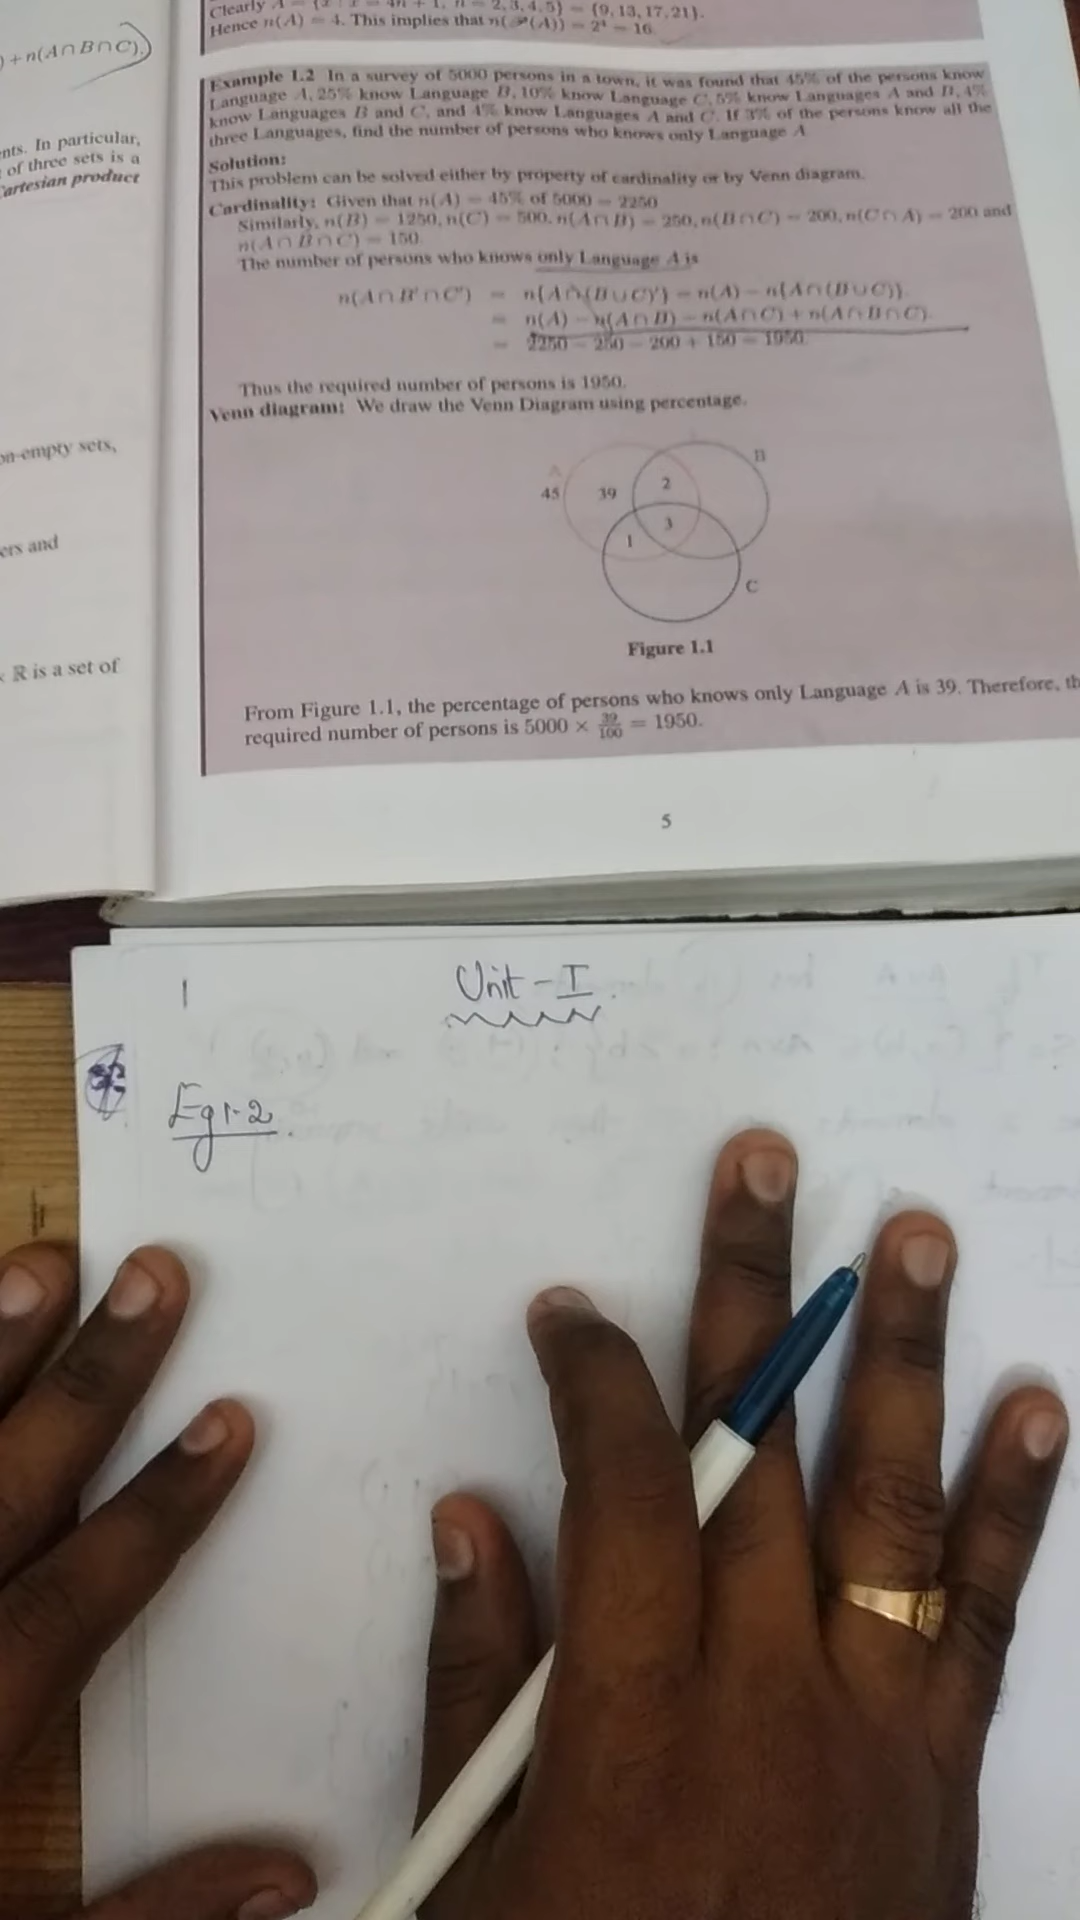 ) + n(A∩B∩C).
ents. In particular,
of three sets is a
Cartesian product
on-empty sets,
ers and
× ℝ is a set of
Clearly A = {x : x = 4n + 1, n = 2, 3, 4, 5} = {9, 13, 17, 21}.
Hence n(A) = 4. This implies that n(𝒫(A)) = 2⁴ = 16.
Example 1.2 In a survey of 5000 persons in a town, it was found that 45% of the persons know
Language A, 25% know Language B, 10% know Language C, 5% know Languages A and B, 4%
know Languages B and C, and 4% know Languages A and C. If 3% of the persons know all the
three Languages, find the number of persons who knows only Language A.
Solution:
This problem can be solved either by property of cardinality or by Venn diagram.
Cardinality: Given that n(A) = 45% of 5000 = 2250
Similarly, n(B) = 1250, n(C) = 500, n(A∩B) = 250, n(B∩C) = 200, n(C∩A) = 200 and
n(A∩B∩C) = 150.
The number of persons who knows only Language A is
n(A∩B′∩C′) = n{A∩(B∪C)′} = n(A) − n{A∩(B∪C)}
= n(A) − n(A∩B) − n(A∩C) + n(A∩B∩C).
= 2250 − 250 − 200 + 150 = 1950.
Thus the required number of persons is 1950.
Venn diagram: We draw the Venn Diagram using percentage.
A
B
45 39 2
3
1
C
Figure 1.1
From Figure 1.1, the percentage of persons who knows only Language A is 39. Therefore, th
required number of persons is 5000 × 39/100 = 1950.
5
1 Unit - I.
Eg 1.2.